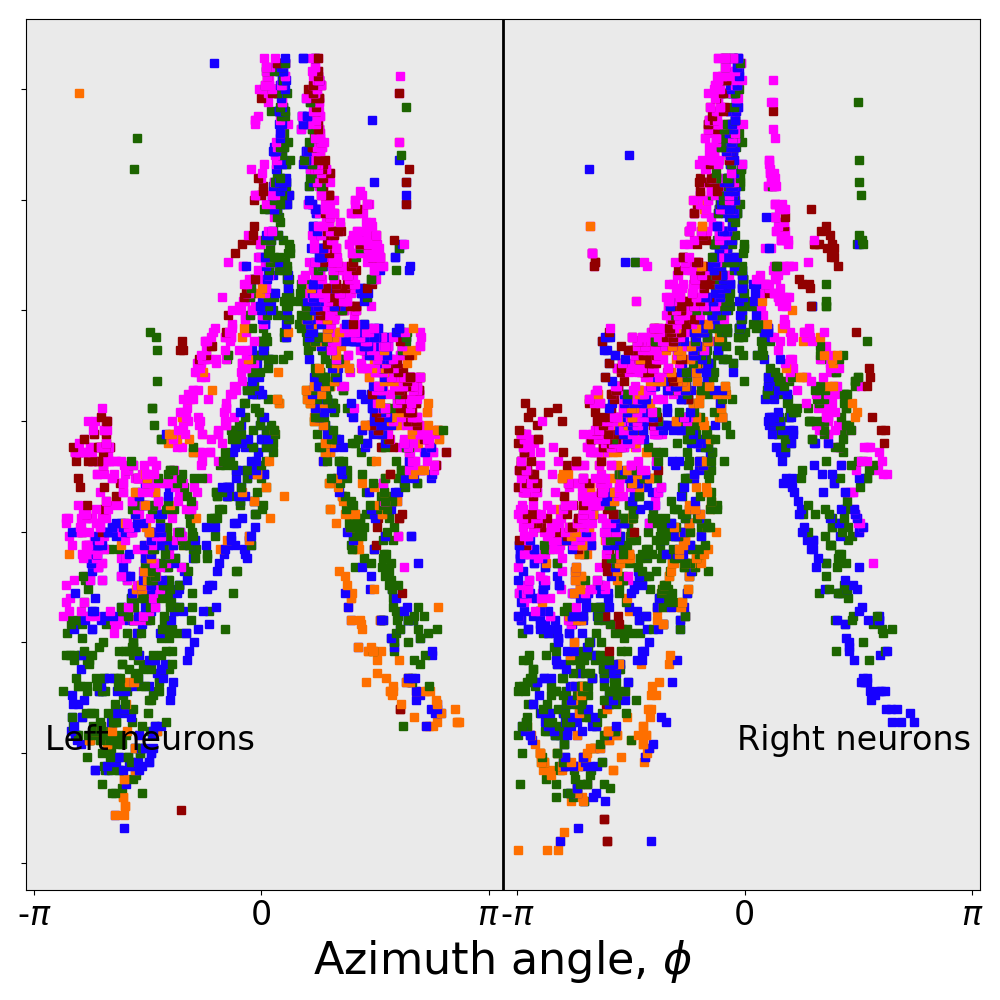 Left neurons
Right neurons
-π 0 π -π 0 π
Azimuth angle, ϕ